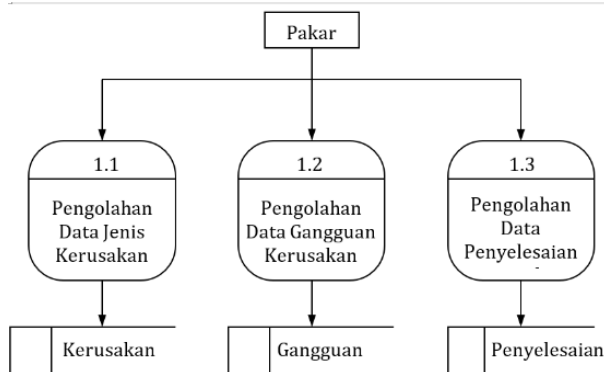 Pakar
1.1
Pengolahan
Data Jenis
Kerusakan
1.2
Pengolahan
Data Gangguan
Kerusakan
1.3
Pengolahan
Data
Penyelesaian
Kerusakan
Gangguan
Penyelesaian